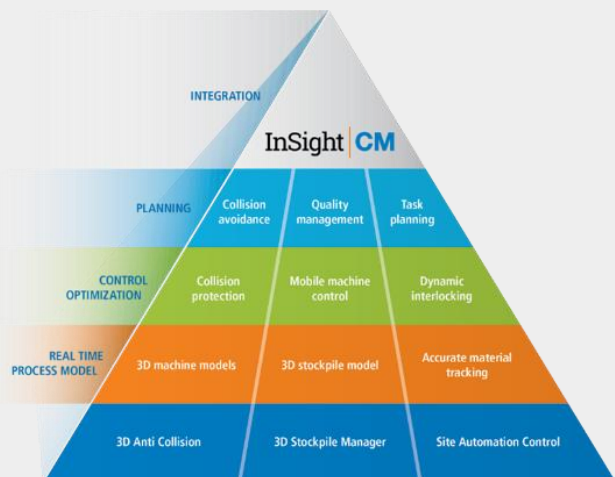 INTEGRATION
InSight | CM
PLANNING
Collision
avoidance
Quality
management
Task
planning
CONTROL
OPTIMIZATION
Collision
protection
Mobile machine
control
Dynamic
interlocking
REAL TIME
PROCESS MODEL
3D machine models
3D stockpile model
Accurate material
tracking
3D Anti Collision
3D Stockpile Manager
Site Automation Control